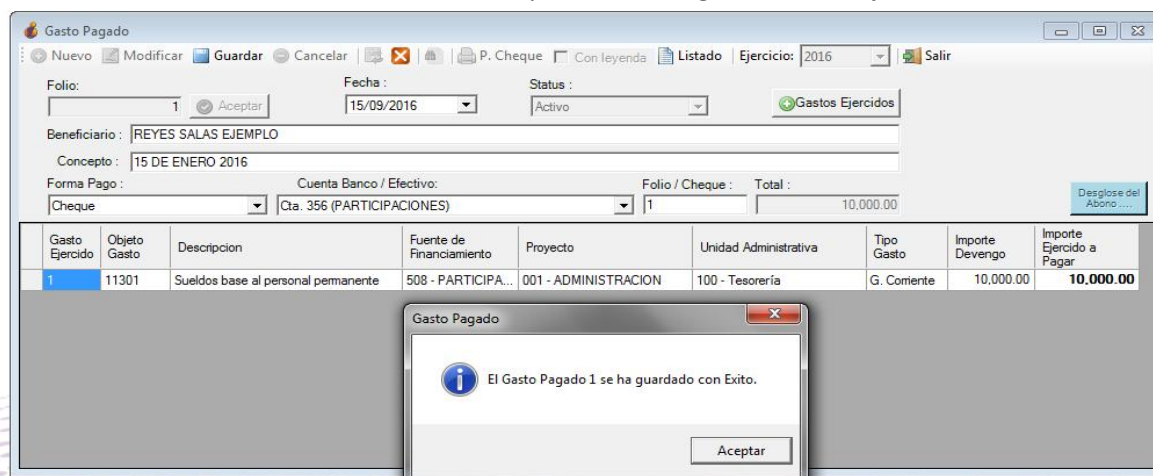 Gasto Pagado
Nuevo Modificar Guardar Cancelar P. Cheque Con leyenda Listado Ejercicio: 2016 Salir
Folio: Fecha : Status :
1 Aceptar 15/09/2016 Activo Gastos Ejercidos
Beneficiario : REYES SALAS EJEMPLO
Concepto : 15 DE ENERO 2016
Forma Pago : Cuenta Banco / Efectivo: Folio / Cheque : Total :
Cheque Cta. 356 (PARTICIPACIONES) 1 10,000.00
Desglose del
Abono ....
Gasto Ejercido Objeto Gasto Descripcion Fuente de Financiamiento Proyecto Unidad Administrativa Tipo Gasto Importe Devengo Importe Ejercido a Pagar
1 11301 Sueldos base al personal permanente 508 - PARTICIPA... 001 - ADMINISTRACION 100 - Tesorería G. Corriente 10,000.00 10,000.00
Gasto Pagado
El Gasto Pagado 1 se ha guardado con Exito.
Aceptar